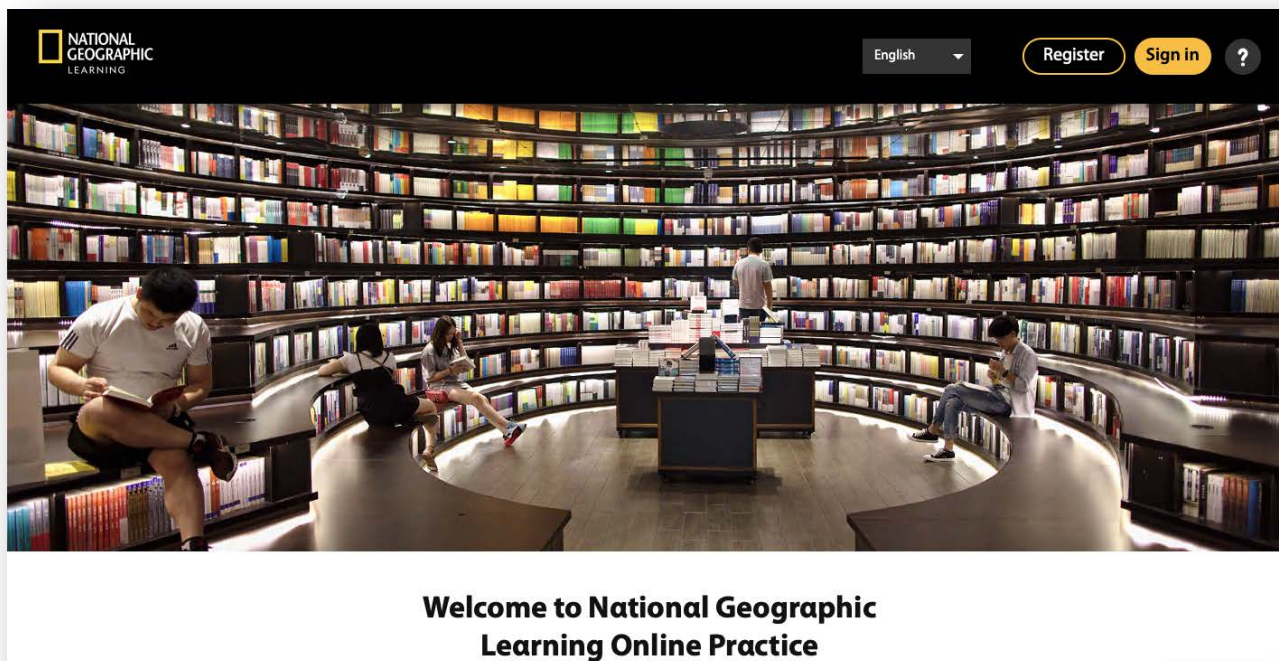 NATIONAL
GEOGRAPHIC
LEARNING
English
Register
Sign in
?
Welcome to National Geographic
Learning Online Practice